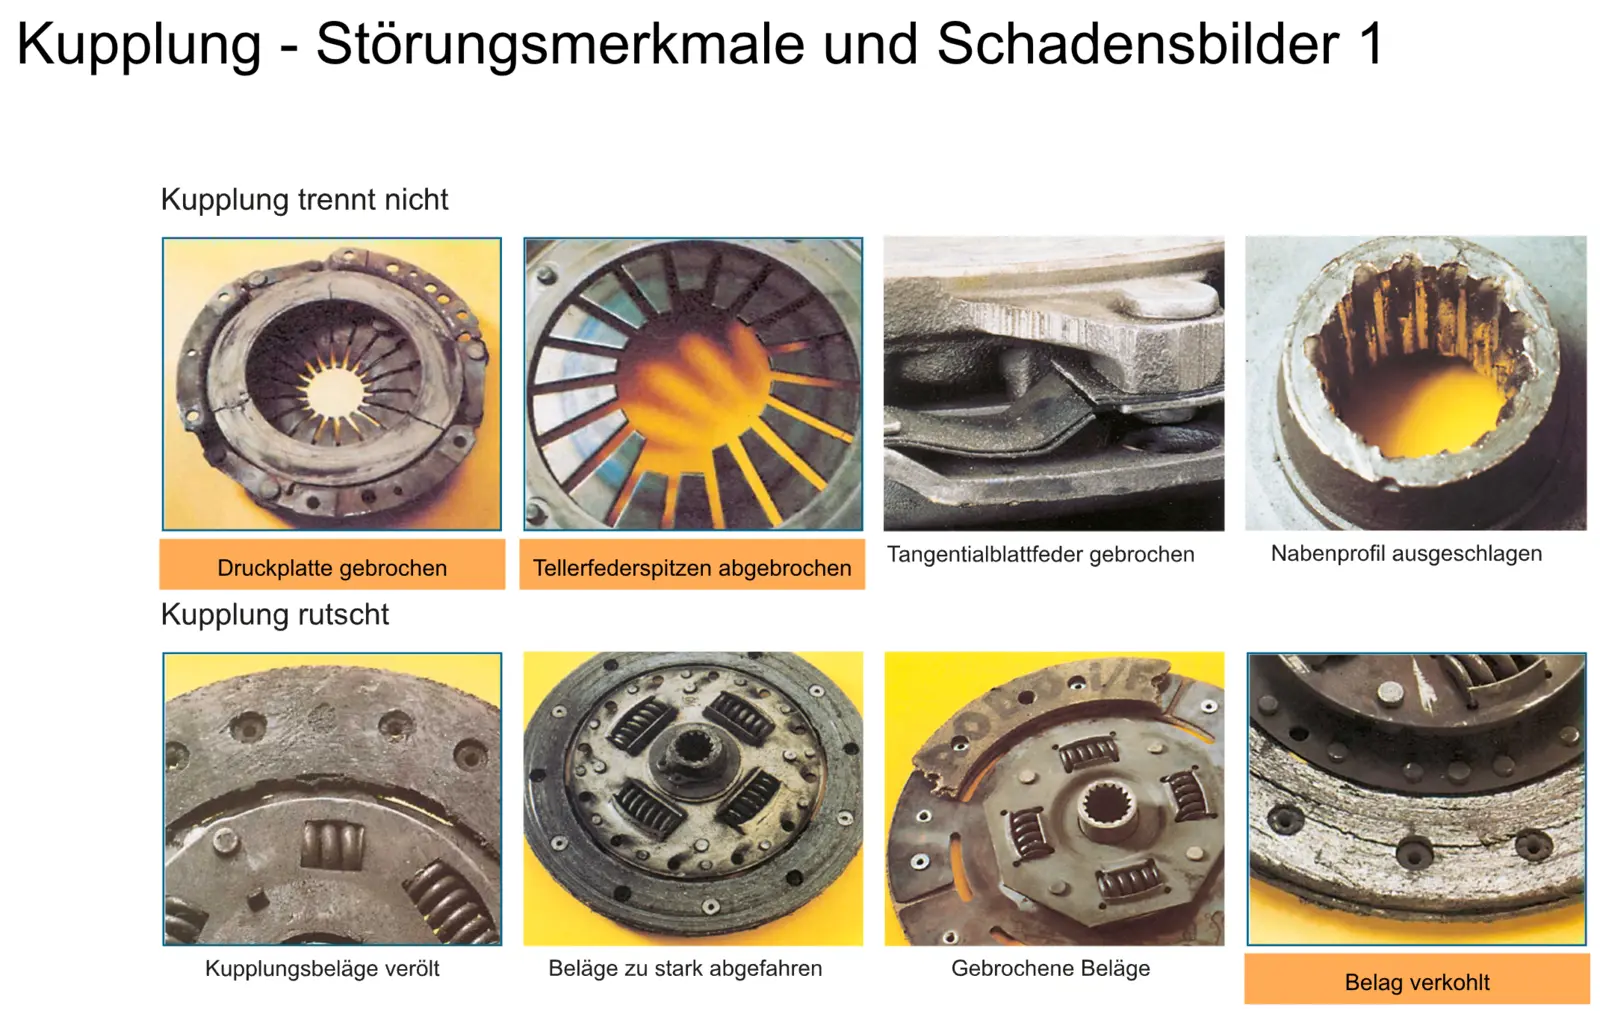 Kupplung - Störungsmerkmale und Schadensbilder 1
Kupplung trennt nicht
Druckplatte gebrochen
Tellerfederspitzen abgebrochen
Tangentialblattfeder gebrochen
Nabenprofil ausgeschlagen
Kupplung rutscht
Kupplungsbeläge verölt
Beläge zu stark abgefahren
Gebrochene Beläge
Belag verkohlt